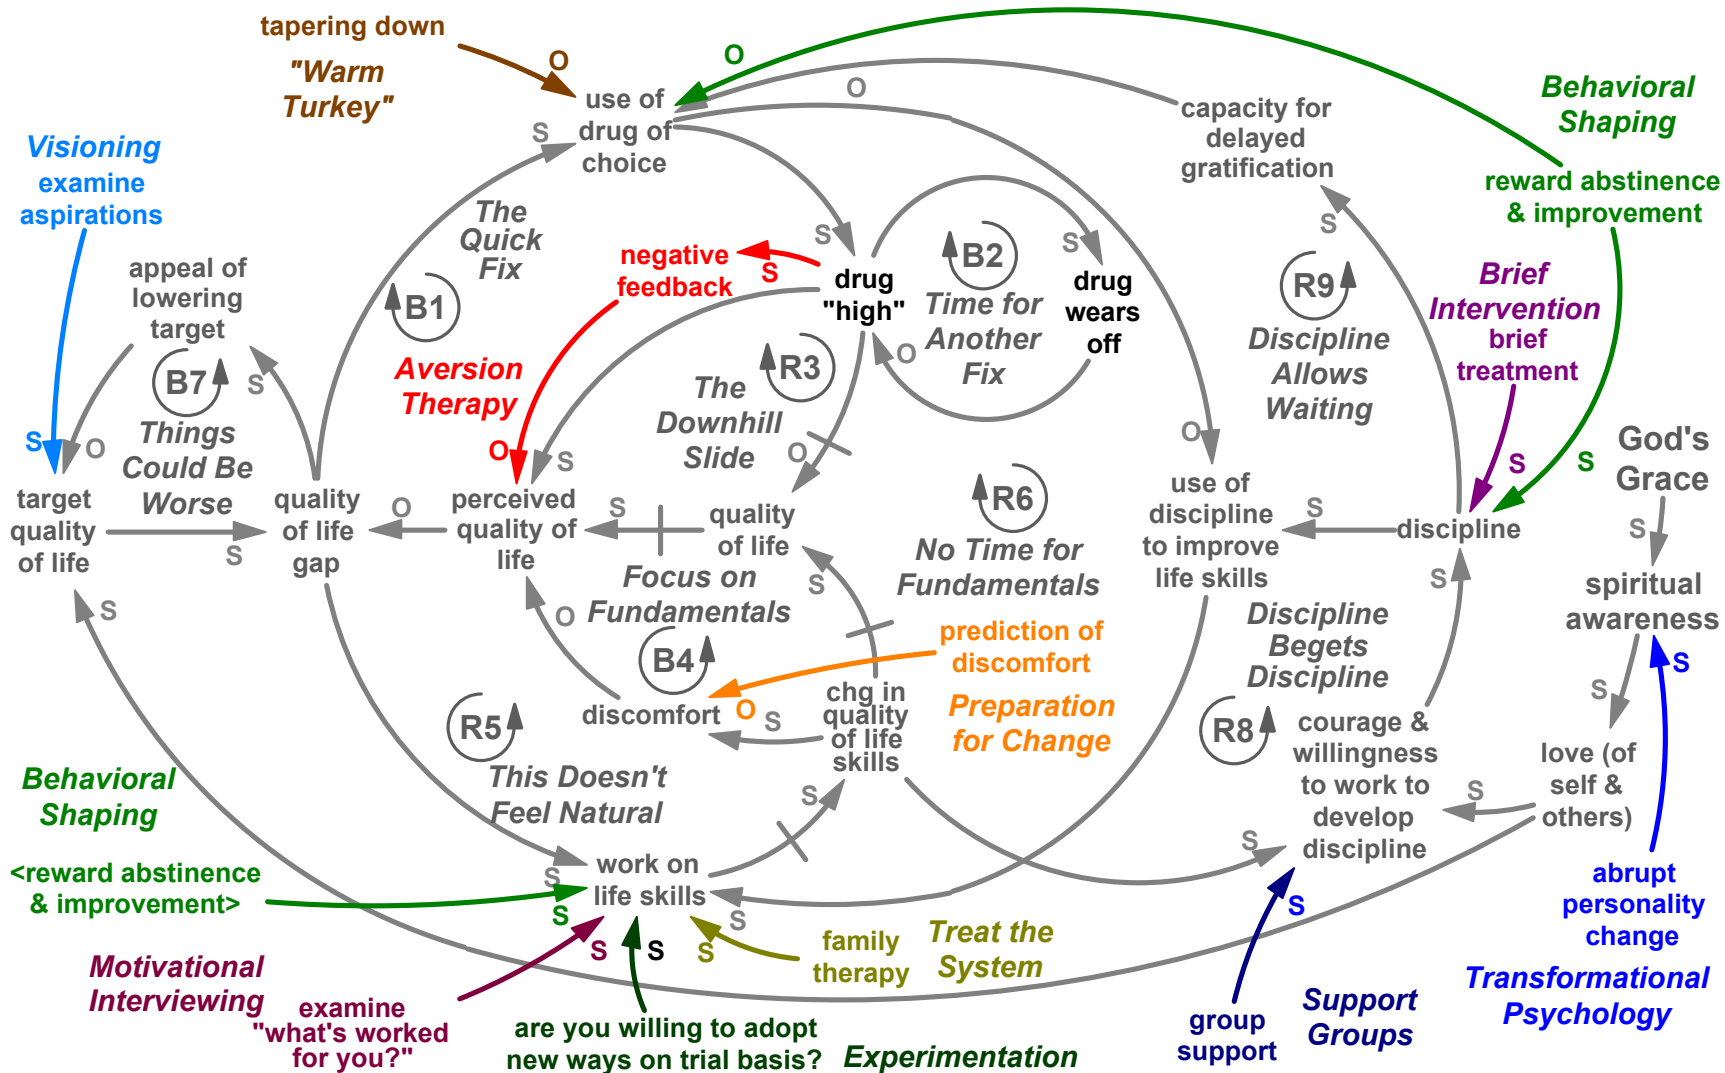 tapering down
"Warm
Turkey"
O
O
use of
drug of
choice
S
O
capacity for
delayed
gratification
S
Behavioral
Shaping
reward abstinence
& improvement
Visioning
examine
aspirations
S
The
Quick
Fix
B1
appeal of
lowering
target
S
O
B7
Things
Could Be
Worse
negative
feedback
S
S
drug
"high"
B2
Time for
Another
Fix
S
drug
wears
off
O
R9
Discipline
Allows
Waiting
Brief
Intervention
brief
treatment
S
S
Aversion
Therapy
O
S
R3
The
Downhill
Slide
O
O
target
quality
of life
S
quality
of life
gap
O
perceived
quality of
life
S
quality
of life
S
R6
No Time for
Fundamentals
use of
discipline
to improve
life skills
S
discipline
S
God's
Grace
S
spiritual
awareness
S
S
love (of
self &
others)
S
Focus on
Fundamentals
B4
O
discomfort
O
S
prediction of
discomfort
Preparation
for Change
chg in
quality
of life
skills
S
Discipline
Begets
Discipline
R8
courage &
willingness
to work to
develop
discipline
S
S
S
R5
This Doesn't
Feel Natural
Behavioral
Shaping
<reward abstinence
& improvement>
S
S
work on
life skills
S
Motivational
Interviewing
examine
"what's worked
for you?"
S
S
are you willing to adopt
new ways on trial basis?
Experimentation
S
family
therapy
Treat the
System
group
support
Support
Groups
abrupt
personality
change
Transformational
Psychology